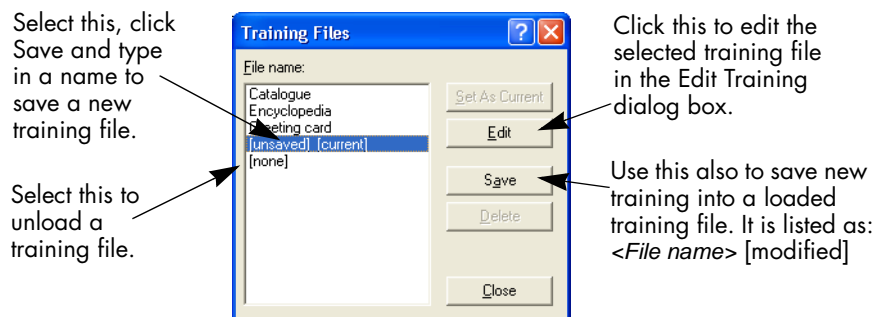 Select this, click
Save and type
in a name to
save a new
training file.
Select this to
unload a
training file.
Training Files
File name:
Catalogue
Encyclopedia
Greeting card
[unsaved] [current]
[none]
Set As Current
Edit
Save
Delete
Close
Click this to edit the
selected training file
in the Edit Training
dialog box.
Use this also to save new
training into a loaded
training file. It is listed as:
<File name> [modified]